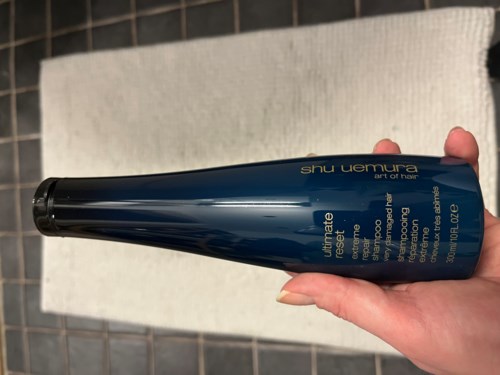 shu uemura
art of hair
ultimate
reset
extreme
repair
shampoo
very damaged hair
shampooing
réparation
extrême
cheveux très abîmés
300ml/10 FL.OZ e